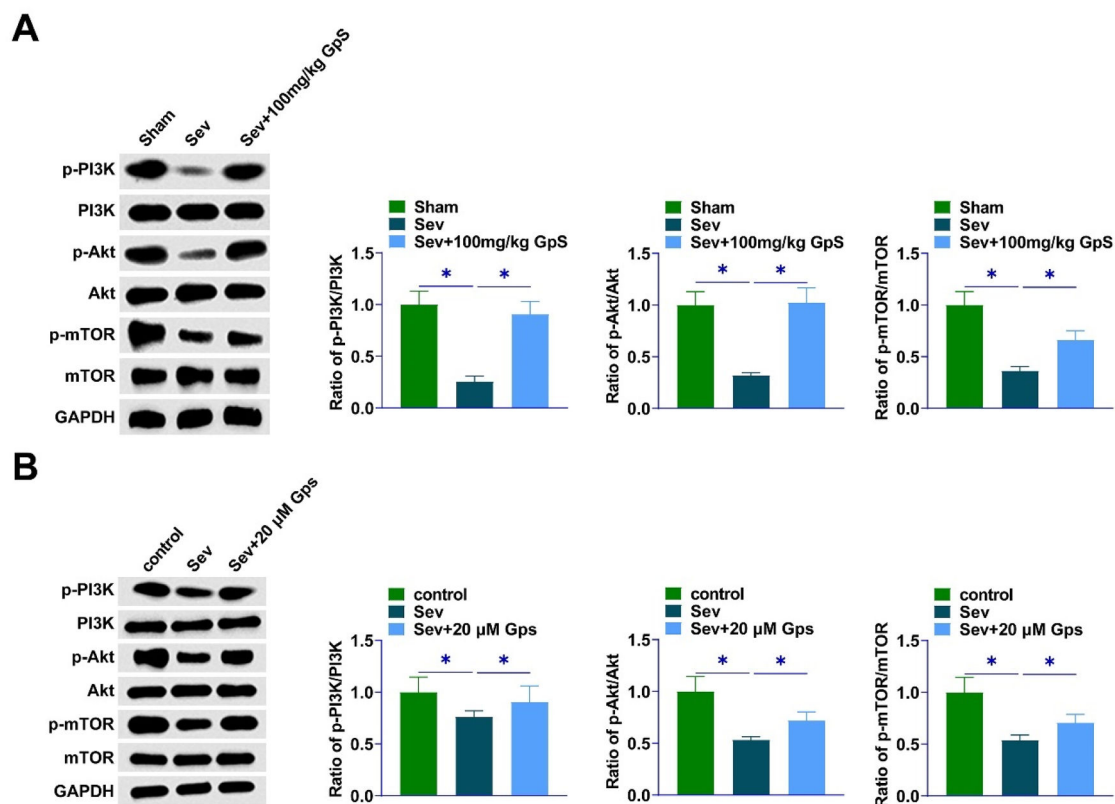 A
Sham
Sev
Sev+100mg/kg GpS
p-PI3K
PI3K
p-Akt
Akt
p-mTOR
mTOR
GAPDH
Sham
Sev
Sev+100mg/kg GpS
Ratio of p-PI3K/PI3K
1.5
1.0
0.5
0.0
*
*
Sham
Sev
Sev+100mg/kg GpS
Ratio of p-Akt/Akt
1.5
1.0
0.5
0.0
*
*
Sham
Sev
Sev+100mg/kg GpS
Ratio of p-mTOR/mTOR
1.5
1.0
0.5
0.0
*
*
B
control
Sev
Sev+20 µM Gps
p-PI3K
PI3K
p-Akt
Akt
p-mTOR
mTOR
GAPDH
control
Sev
Sev+20 µM Gps
Ratio of p-PI3K/PI3K
1.5
1.0
0.5
0.0
*
*
control
Sev
Sev+20 µM Gps
Ratio of p-Akt/Akt
1.5
1.0
0.5
0.0
*
*
control
Sev
Sev+20 µM Gps
Ratio of p-mTOR/mTOR
1.5
1.0
0.5
0.0
*
*